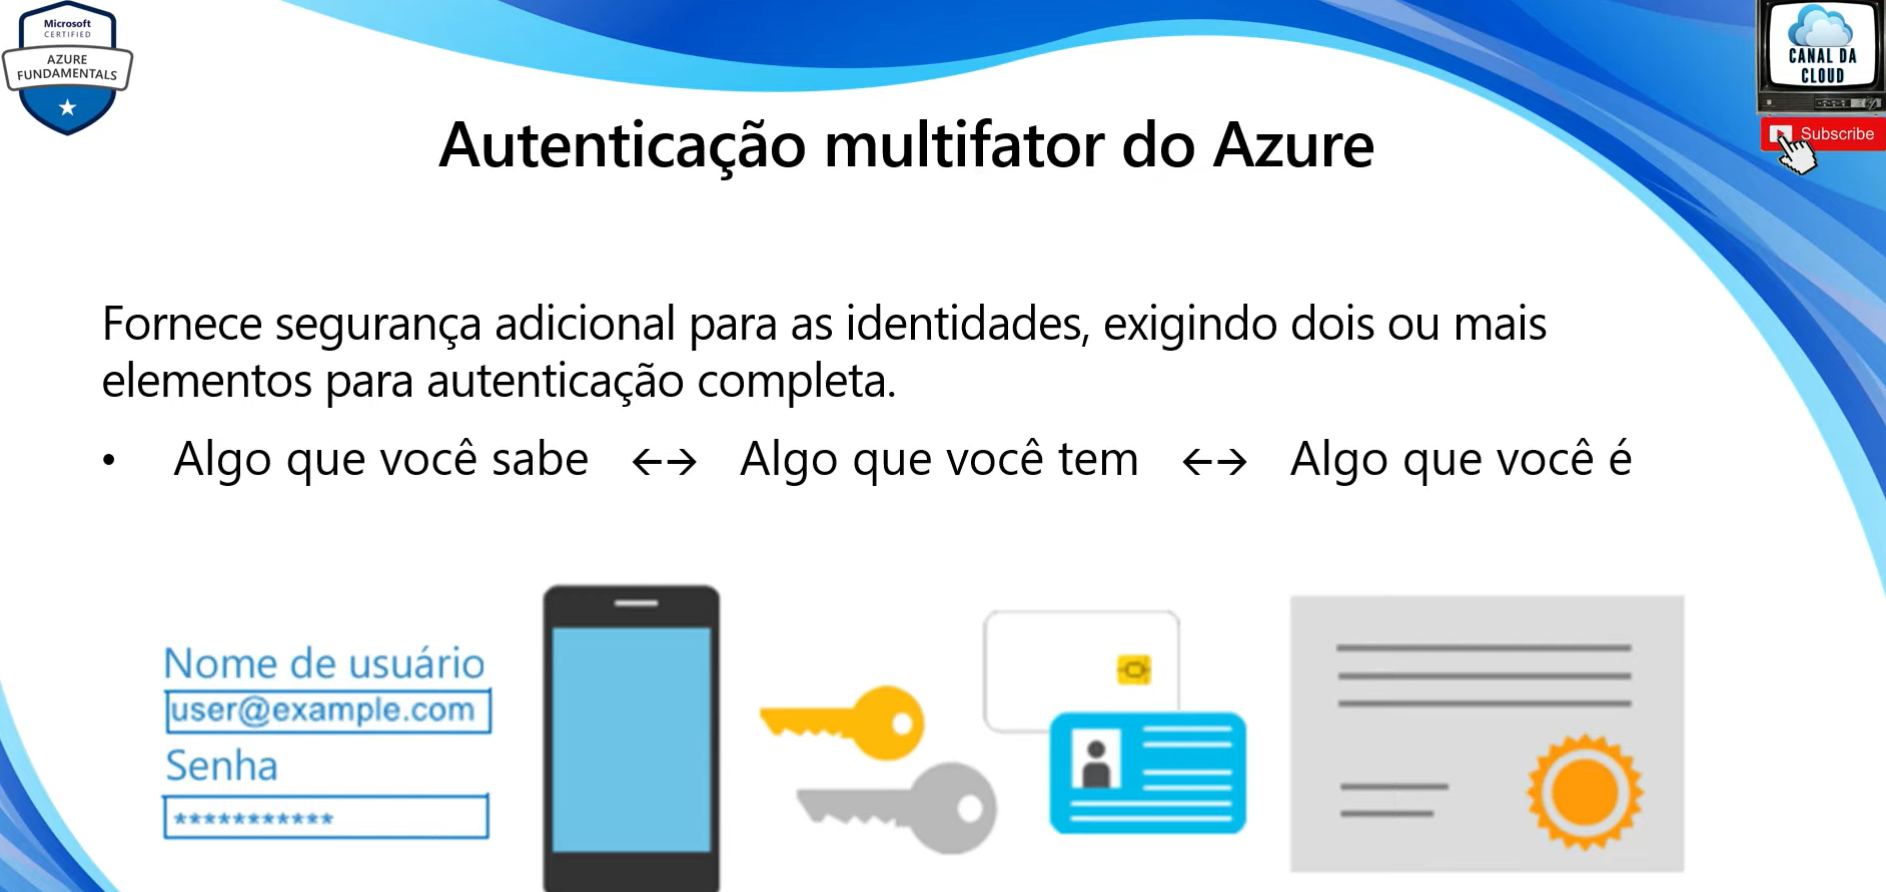 Microsoft
CERTIFIED
AZURE
FUNDAMENTALS
CANAL DA
CLOUD
Subscribe
Autenticação multifator do Azure
Fornece segurança adicional para as identidades, exigindo dois ou mais
elementos para autenticação completa.
• Algo que você sabe ←→ Algo que você tem ←→ Algo que você é
Nome de usuário
user@example.com
Senha
***********